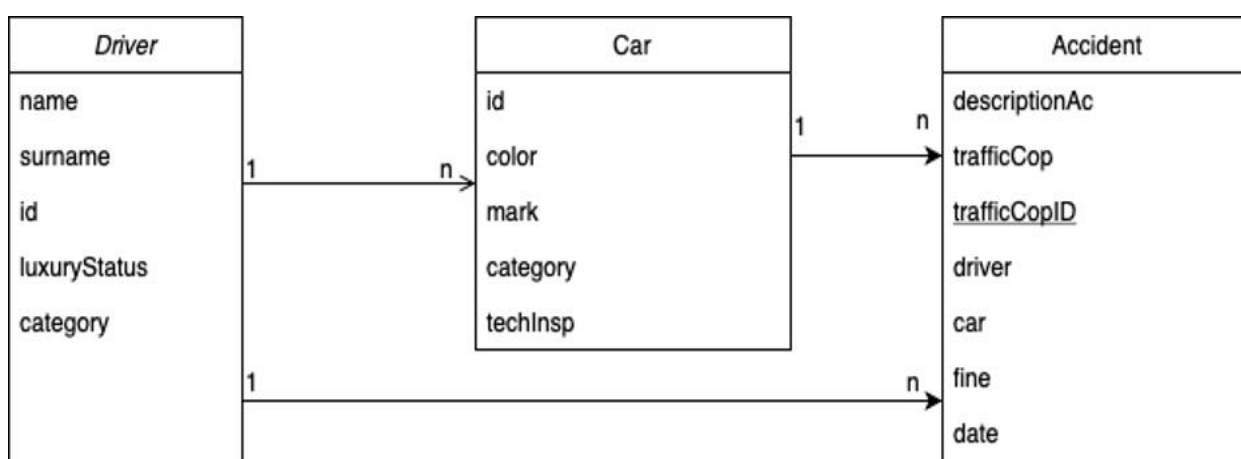 Driver
name
surname
id
luxuryStatus
category
1
n
1
n
Car
id
color
mark
category
techInsp
1
n
Accident
descriptionAc
trafficCop
trafficCopID
driver
car
fine
date